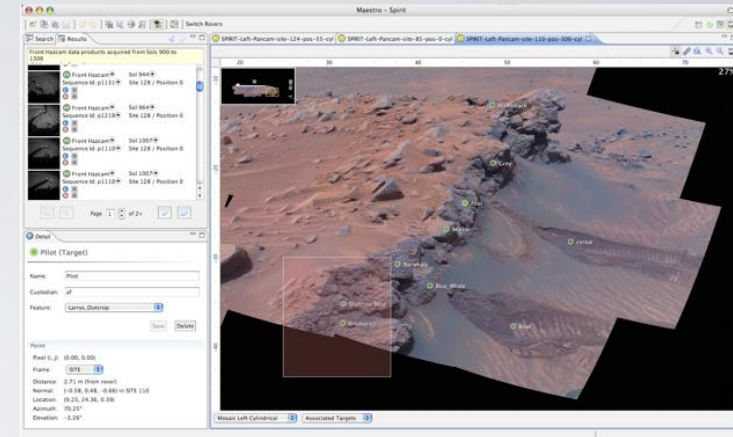 Maestro - Spirit
Switch Rovers
Search Results
SPIRIT-Left-Pancam-site-124-pos-55-cyl
SPIRIT-Left-Pancam-site-85-pos-0-cyl
SPIRIT-Left-Pancam-site-110-pos-306-cyl
Front Hazcam data products acquired from Sols 900 to
Front Hazcam Sol 944
Sequence Id: p1131 Site 128 / Position 0
Front Hazcam Sol 964
Sequence Id: p1219 Site 128 / Position 0
Front Hazcam Sol 1007
Sequence Id: p1110 Site 128 / Position 0
Front Hazcam Sol 1007
Sequence Id: p1110 Site 128 / Position 0
Page 1 of 2+
20 30 40 50 60 70
Grey
Pilot
Narwhale
Blue_White
cereal
Detail
Pilot (Target)
Name: Pilot
Custodian: af
Feature: Larrys_Outcrop
Save Delete
Point
Pixel (i, j): (0.00, 0.00)
Frame: SITE
Distance: 2.71 m (from rover)
Normal: (-0.58, 0.48, -0.66) in SITE 110
Location: (9.23, 24.36, 0.39)
Azimuth: 70.25°
Elevation: -3.26°
Mosaic Left Cylindrical Associated Targets